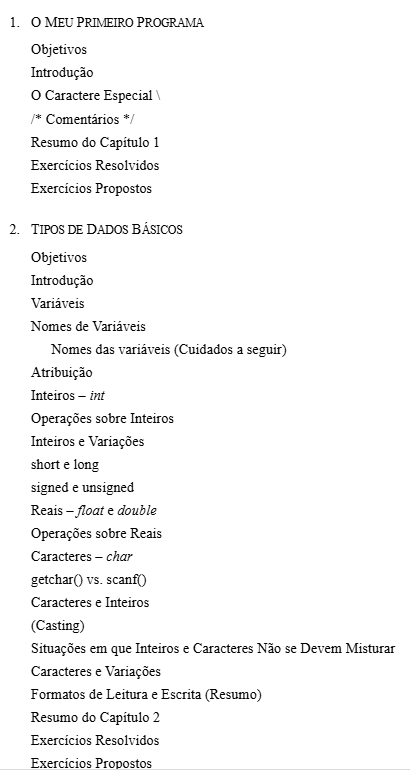 1. O MEU PRIMEIRO PROGRAMA
Objetivos
Introdução
O Caractere Especial \
/* Comentários */
Resumo do Capítulo 1
Exercícios Resolvidos
Exercícios Propostos
2. TIPOS DE DADOS BÁSICOS
Objetivos
Introdução
Variáveis
Nomes de Variáveis
Nomes das variáveis (Cuidados a seguir)
Atribuição
Inteiros – int
Operações sobre Inteiros
Inteiros e Variações
short e long
signed e unsigned
Reais – float e double
Operações sobre Reais
Caracteres – char
getchar() vs. scanf()
Caracteres e Inteiros
(Casting)
Situações em que Inteiros e Caracteres Não se Devem Misturar
Caracteres e Variações
Formatos de Leitura e Escrita (Resumo)
Resumo do Capítulo 2
Exercícios Resolvidos
Exercícios Propostos